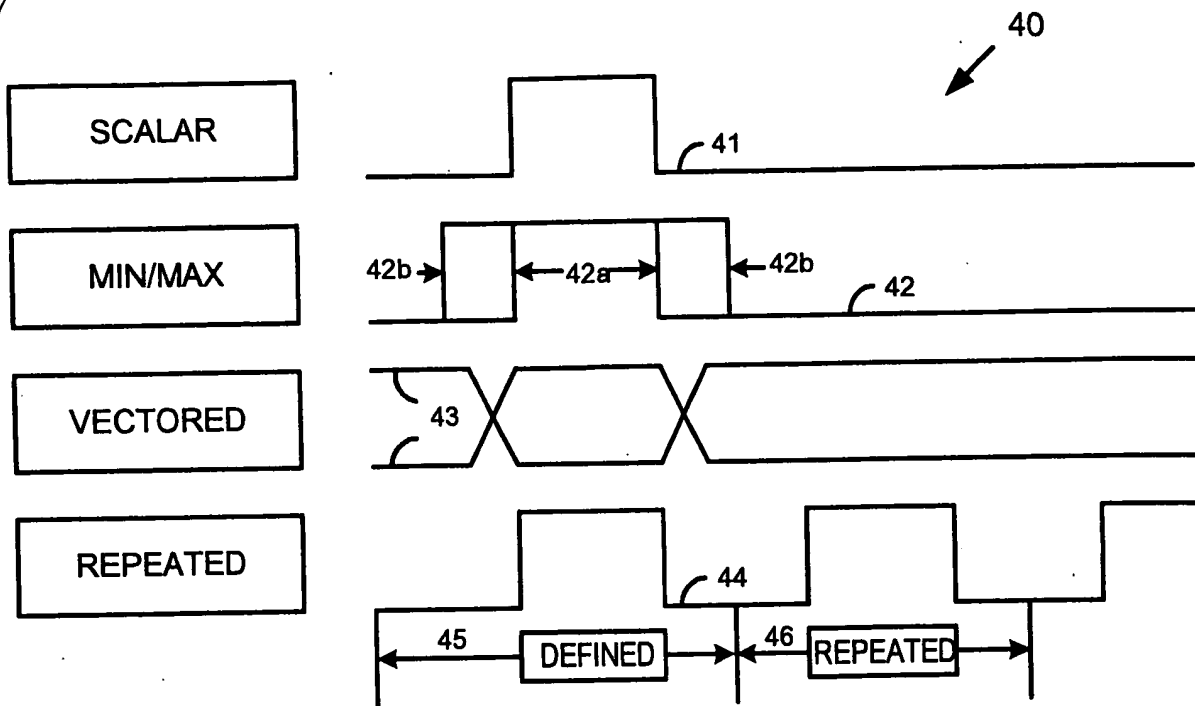 40
SCALAR
41
MIN/MAX
42b
42a
42b
42
VECTORED
43
REPEATED
44
45
DEFINED
46
REPEATED